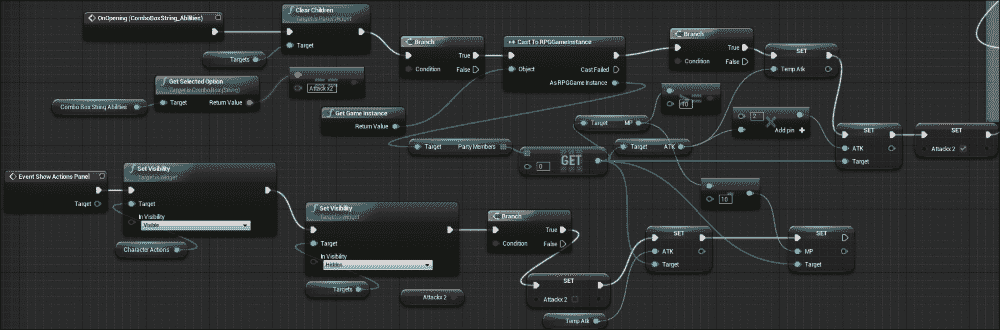 OnOpening (ComboBoxString_Abilities)
Clear Children
Target is Panel Widget
Target
Targets
Branch
Condition
True
False
Cast To RPGGameInstance
Object
Cast Failed
As RPGGame Instance
Branch
Condition
True
False
SET
Temp Atk
Get Selected Option
Target is ComboBox (String)
Target
Return Value
Combo Box String Abilities
Attack x2
Get Game Instance
Return Value
Target
Party Members
0
GET
Target
MP
10
Target
ATK
2
Add pin +
SET
ATK
Target
SET
Attackx 2
Event Show Actions Panel
Target
Set Visibility
Target is Widget
Target
In Visibility
Visible
Character Actions
Set Visibility
Target is Widget
Target
In Visibility
Hidden
Targets
Branch
Condition
True
False
Attackx 2
SET
Attackx 2
Temp Atk
SET
ATK
Target
10
SET
MP
Target